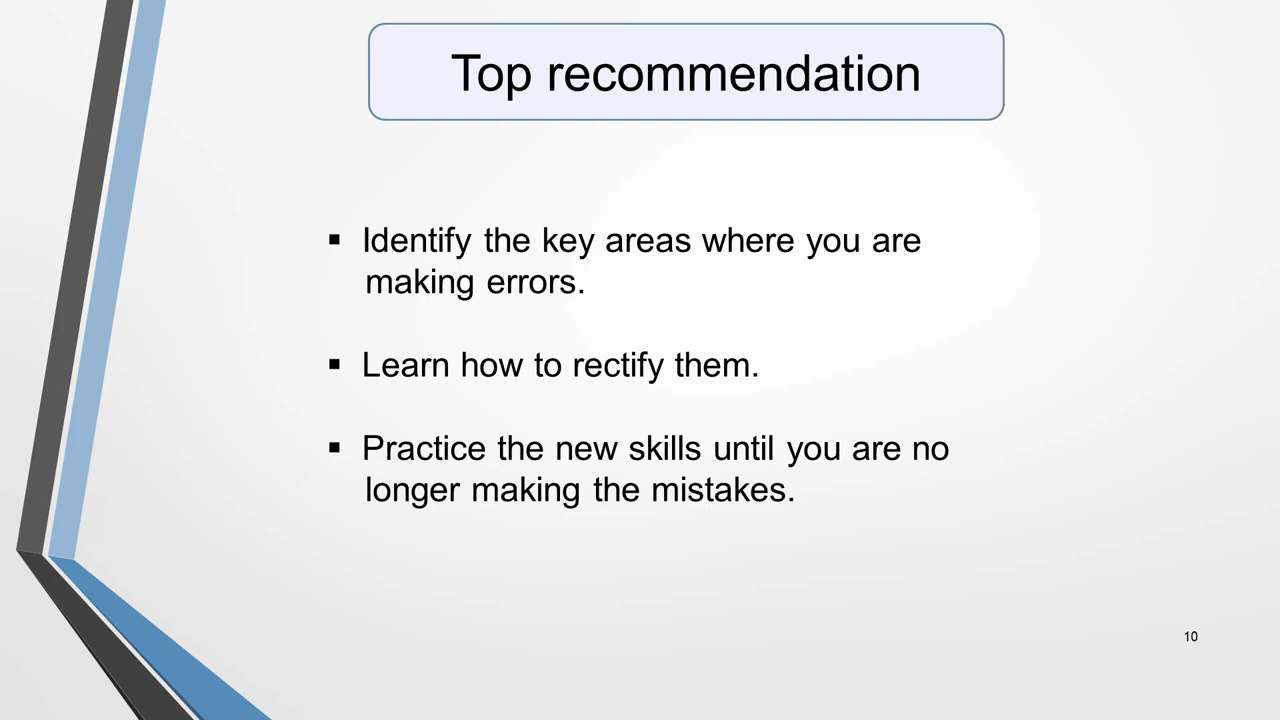 Top recommendation
▪ Identify the key areas where you are
making errors.
▪ Learn how to rectify them.
▪ Practice the new skills until you are no
longer making the mistakes.
10